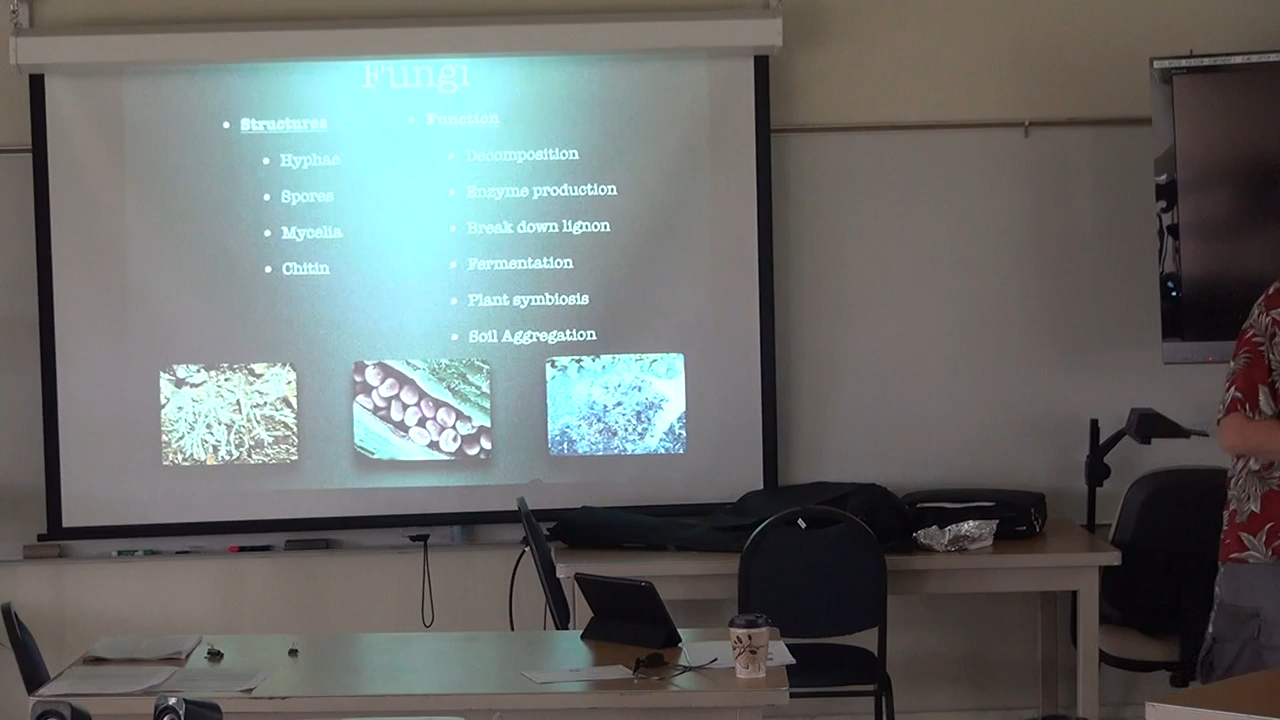 Fungi
Structures
Hyphae
Spores
Mycelia
Chitin
Function
Decomposition
Enzyme production
Break down lignon
Fermentation
Plant symbiosis
Soil Aggregation